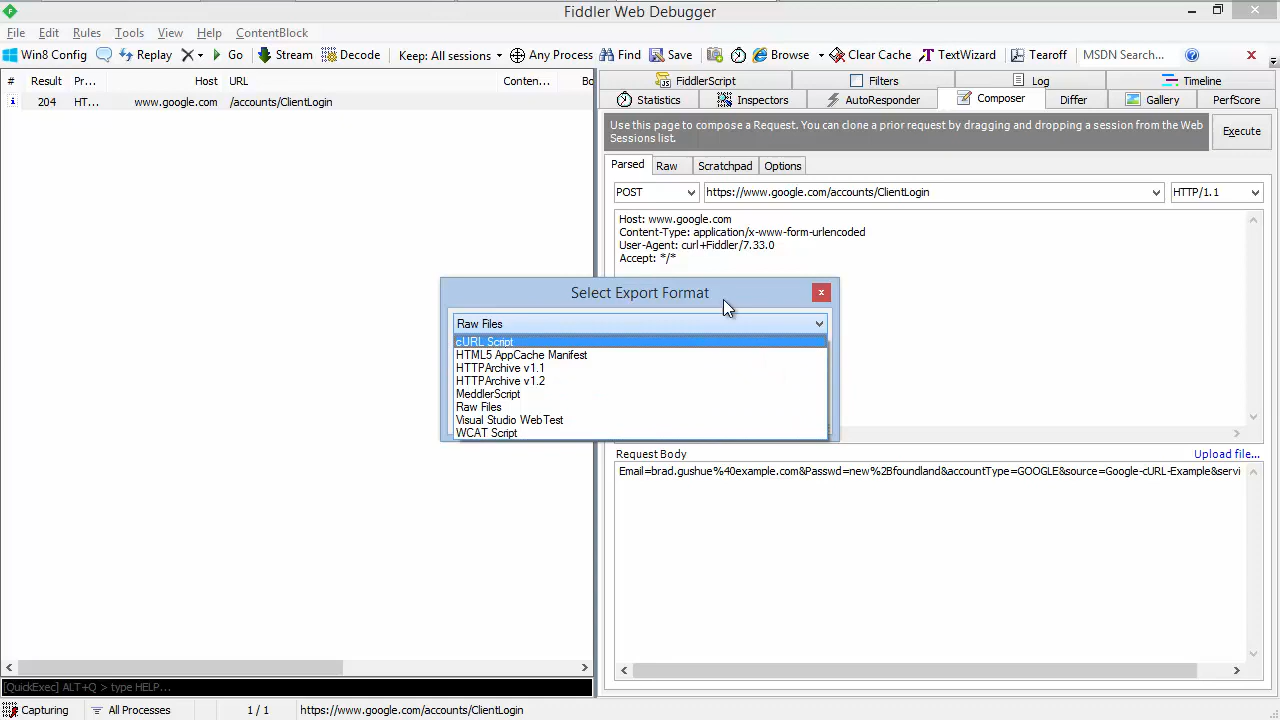 Fiddler Web Debugger
File Edit Rules Tools View Help ContentBlock
Win8 Config Replay Go Stream Decode Keep: All sessions Any Process Find Save Browse Clear Cache TextWizard Tearoff MSDN Search... x
# Result Pr... Host URL Conten... Bo
i 204 HT... www.google.com /accounts/ClientLogin
FiddlerScript Filters Log Timeline
Statistics Inspectors AutoResponder Composer Differ Gallery PerfScore
Use this page to compose a Request. You can clone a prior request by dragging and dropping a session from the Web
Sessions list.
Execute
Parsed Raw Scratchpad Options
POST https://www.google.com/accounts/ClientLogin HTTP/1.1
Host: www.google.com
Content-Type: application/x-www-form-urlencoded
User-Agent: curl+Fiddler/7.33.0
Accept: */*
Select Export Format x
Raw Files
cURL Script
HTML5 AppCache Manifest
HTTPArchive v1.1
HTTPArchive v1.2
MeddlerScript
Raw Files
Visual Studio WebTest
WCAT Script
Request Body Upload file...
Email=brad.gushue%40example.com&Passwd=new%2Bfoundland&accountType=GOOGLE&source=Google-cURL-Example&servi
[QuickExec] ALT+Q > type HELP...
Capturing All Processes 1 / 1 https://www.google.com/accounts/ClientLogin